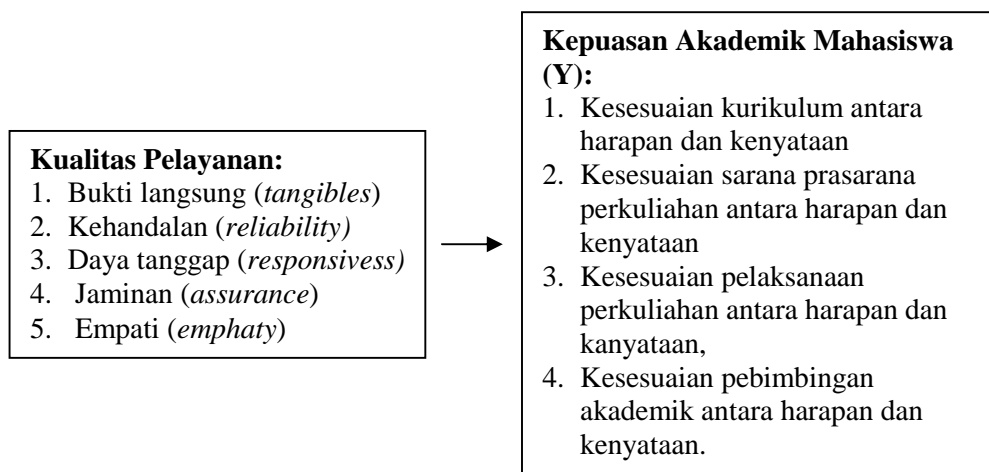 Kualitas Pelayanan:
1. Bukti langsung (tangibles)
2. Kehandalan (reliability)
3. Daya tanggap (responsivess)
4. Jaminan (assurance)
5. Empati (emphaty)
Kepuasan Akademik Mahasiswa
(Y):
1. Kesesuaian kurikulum antara
harapan dan kenyataan
2. Kesesuaian sarana prasarana
perkuliahan antara harapan dan
kenyataan
3. Kesesuaian pelaksanaan
perkuliahan antara harapan dan
kanyataan,
4. Kesesuaian pebimbingan
akademik antara harapan dan
kenyataan.